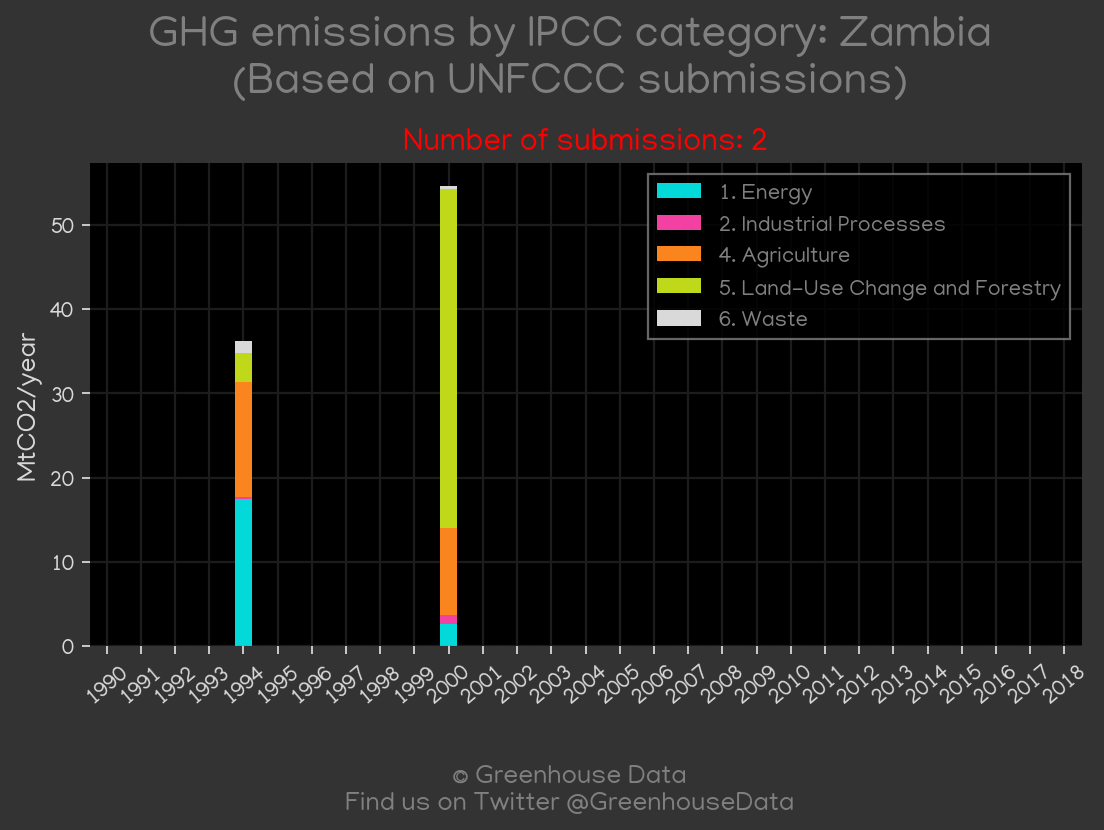 GHG emissions by IPCC category: Zambia
(Based on UNFCCC submissions)
Number of submissions: 2
1. Energy
2. Industrial Processes
4. Agriculture
5. Land-Use Change and Forestry
6. Waste
MtCO2/year
50
40
30
20
10
0
1990 1991 1992 1993 1994 1995 1996 1997 1998 1999 2000 2001 2002 2003 2004 2005 2006 2007 2008 2009 2010 2011 2012 2013 2014 2015 2016 2017 2018
© Greenhouse Data
Find us on Twitter @GreenhouseData